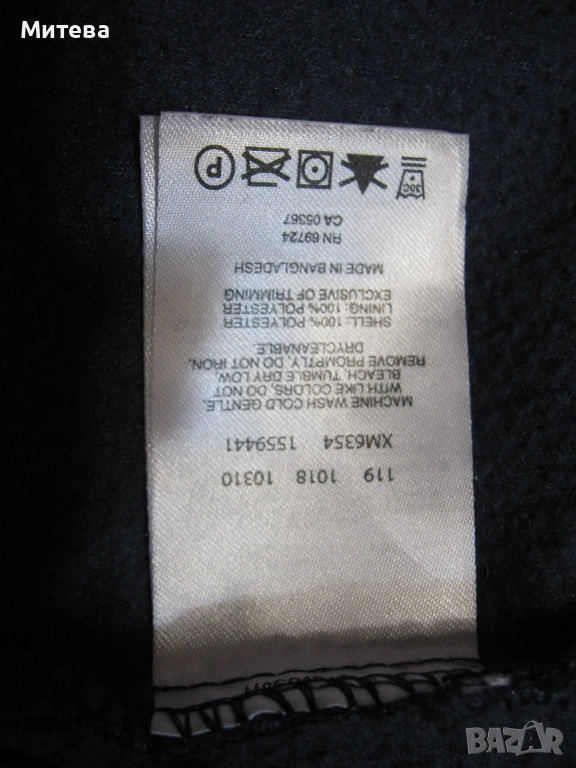 Митева
119 1018 10310
XM6354 1559441
MACHINE WASH COLD GENTLE.
WITH LIKE COLORS, DO NOT
BLEACH, TUMBLE DRY LOW.
REMOVE PROMPTLY. DO NOT IRON.
DRYCLEANABLE.
SHELL: 100% POLYESTER
LINING: 100% POLYESTER
EXCLUSIVE OF TRIMMING
MADE IN BANGLADESH
RN 69724
CA 05367
30C
P
BAZAR